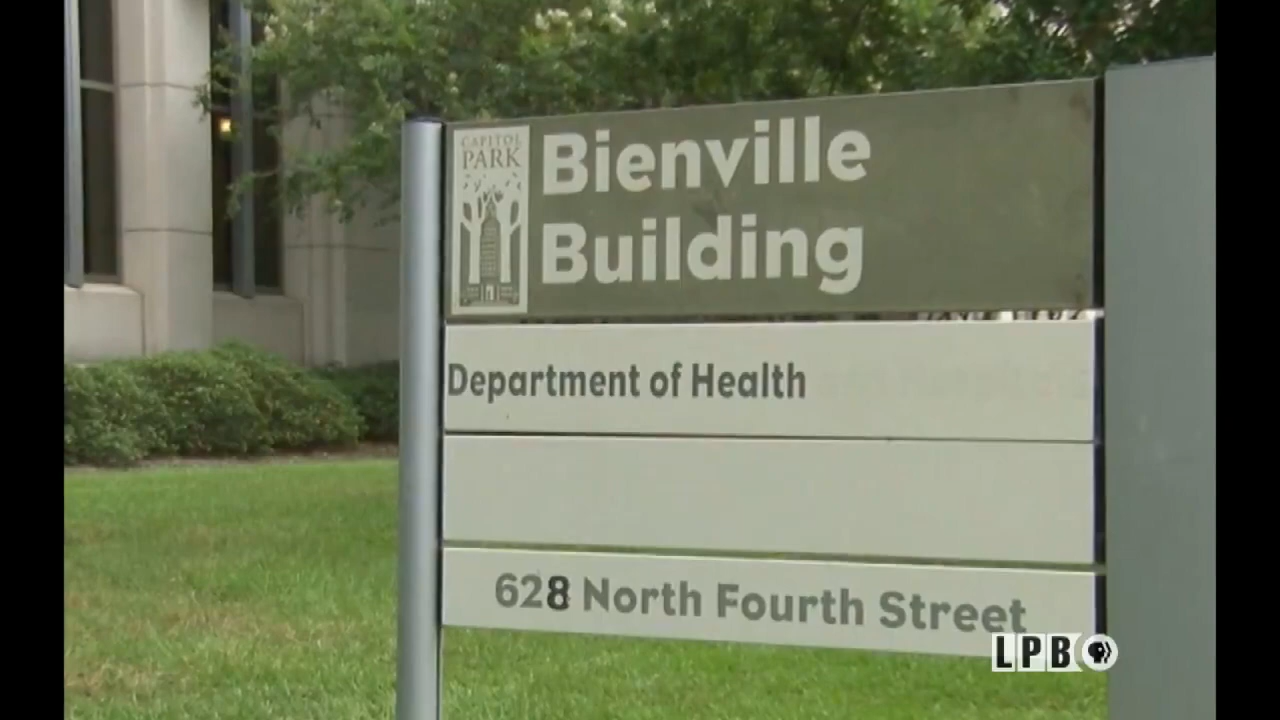 CAPITOL
PARK
Bienville
Building
Department of Health
628 North Fourth Street
LPB